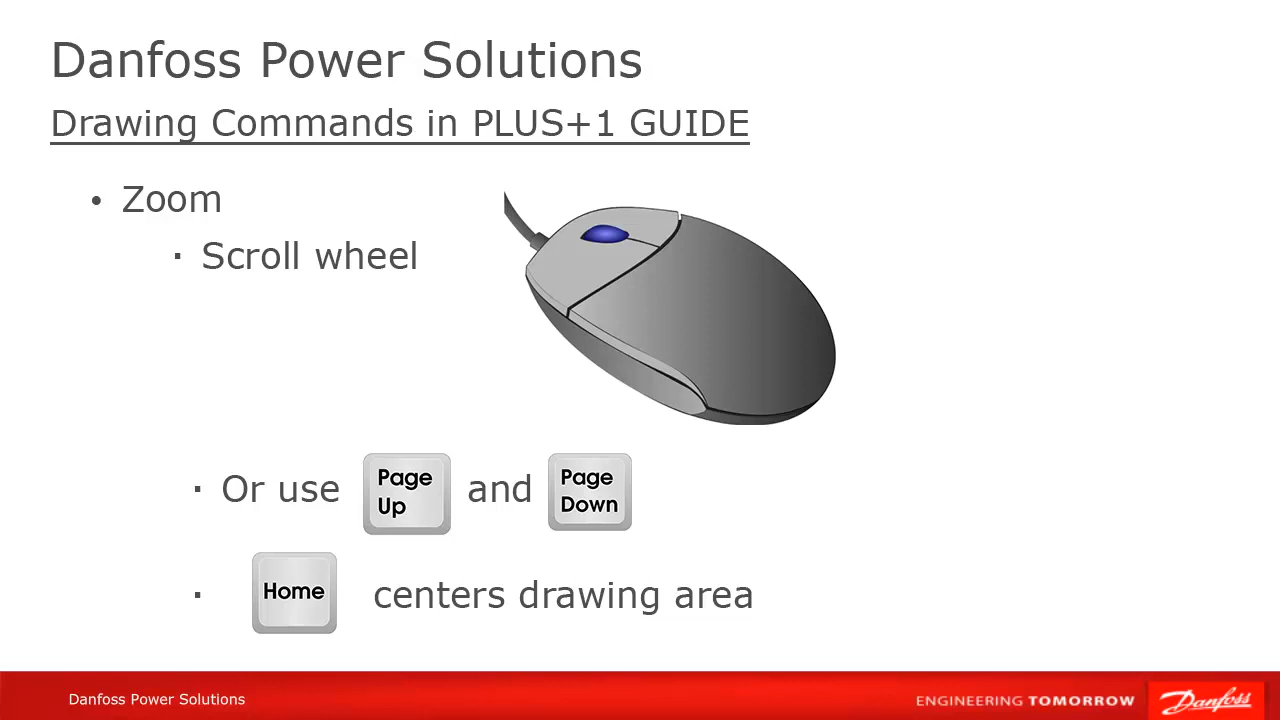 Danfoss Power Solutions
Drawing Commands in PLUS+1 GUIDE
• Zoom
▪ Scroll wheel
▪ Or use Page Up and Page Down
▪ Home centers drawing area
Danfoss Power Solutions
ENGINEERING TOMORROW
Danfoss